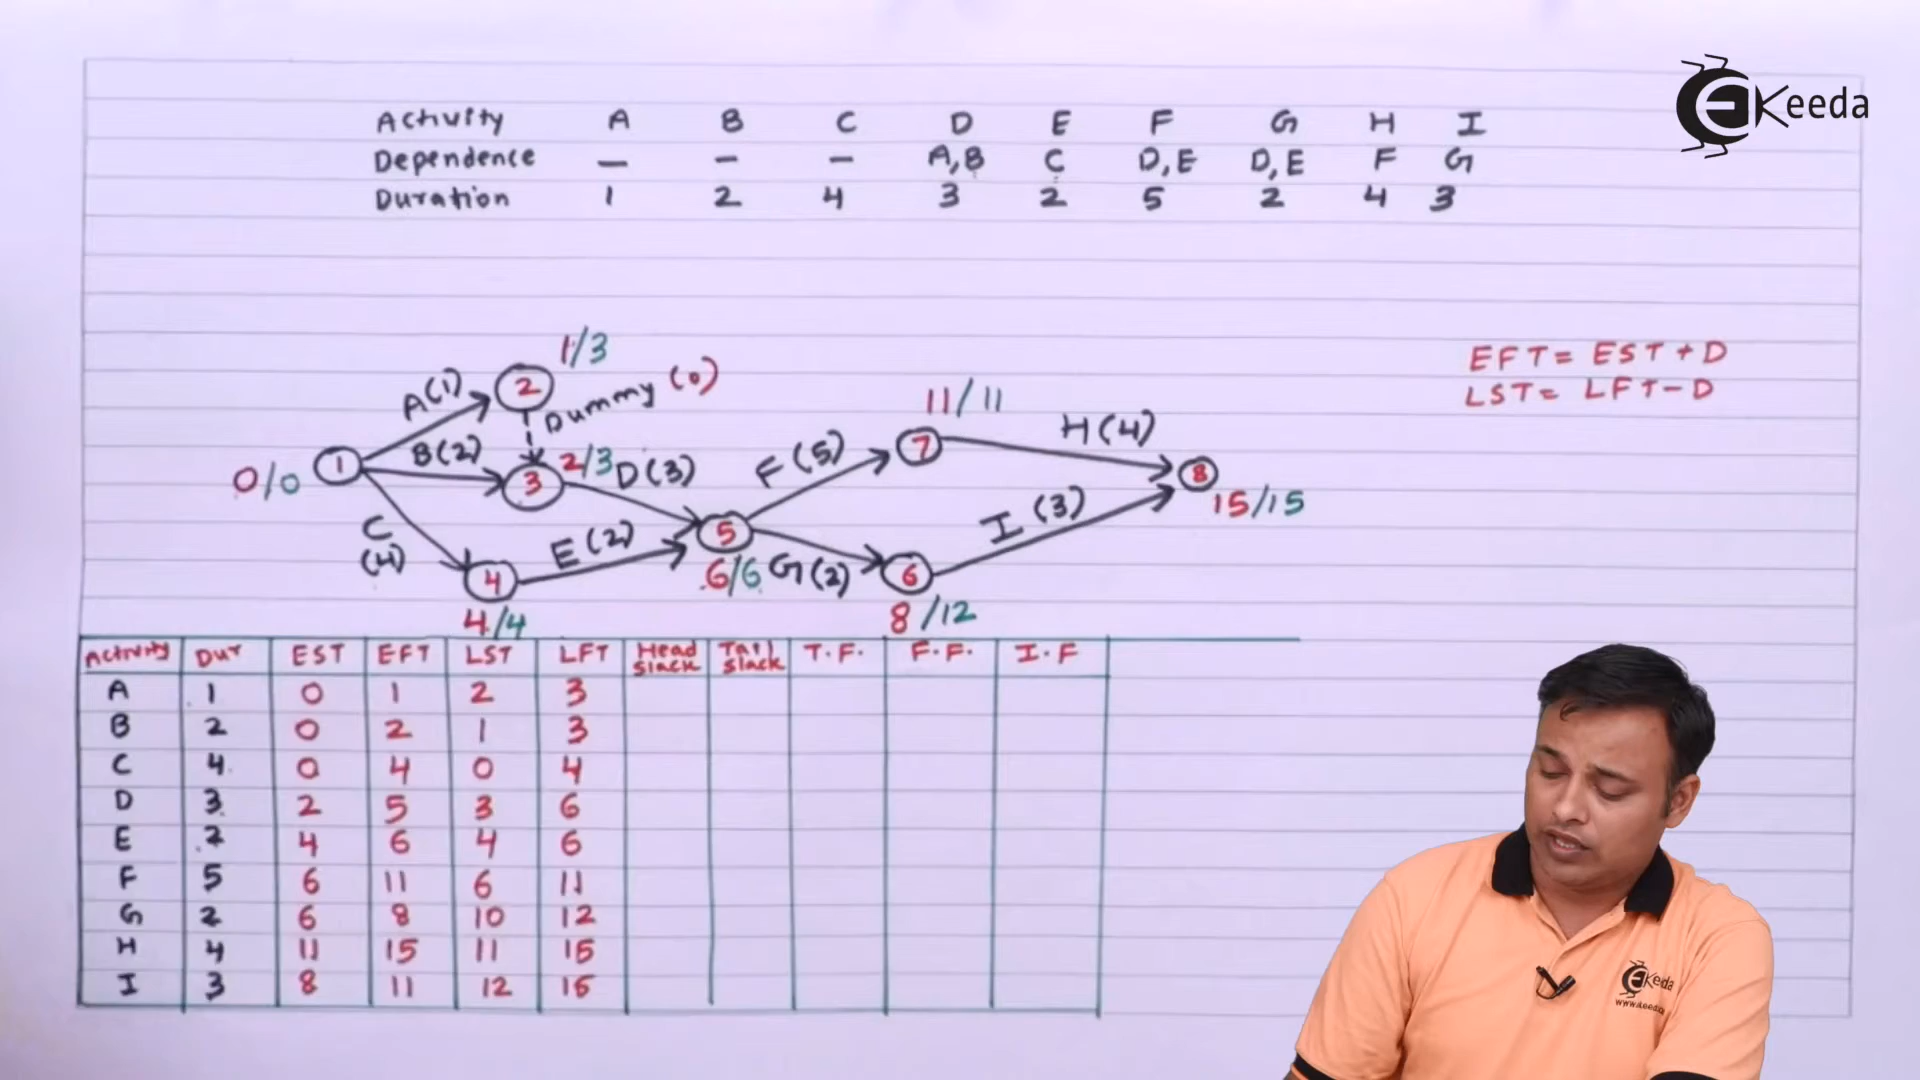 Keeda
Activity A B C D E F G H I
Dependence — — — A,B C D,E D,E F G
Duration 1 2 4 3 2 5 2 4 3
EFT = EST + D
LST = LFT - D
1/3
A(1) 2
Dummy (0)
B(2)
0/0 1
3 2/3 D(3)
C
(4)
4
4/4
E(2)
5
6/6
F(5)
7
11/11
H(4)
G(2)
6
8/12
I(3)
8
15/15
Activity Dur EST EFT LST LFT Head slack Tail slack T.F. F.F. I.F
A 1 0 1 2 3
B 2 0 2 1 3
C 4 0 4 0 4
D 3 2 5 3 6
E 2 4 6 4 6
F 5 6 11 6 11
G 2 6 8 10 12
H 4 11 15 11 15
I 3 8 11 12 15
Keeda